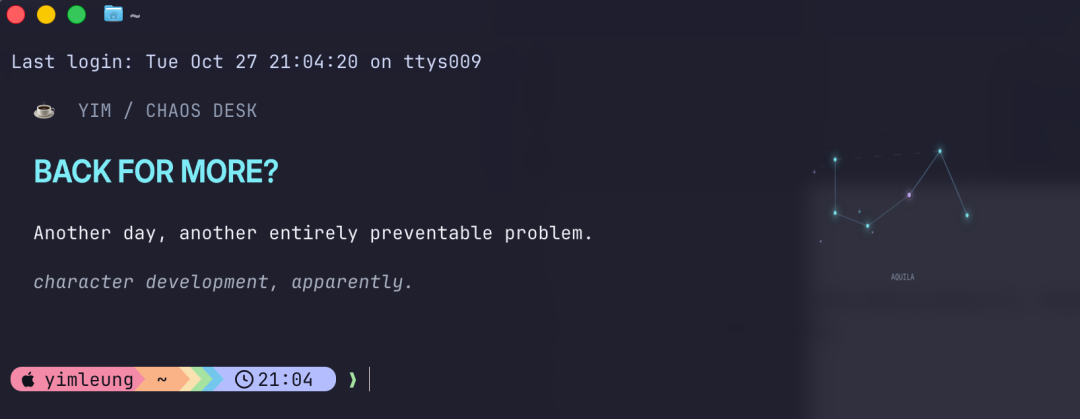 ~
Last login: Tue Oct 27 21:04:20 on ttys009
YIM / CHAOS DESK
BACK FOR MORE?
Another day, another entirely preventable problem.
character development, apparently.
AQUILA
yimleung ~ 21:04 ❯